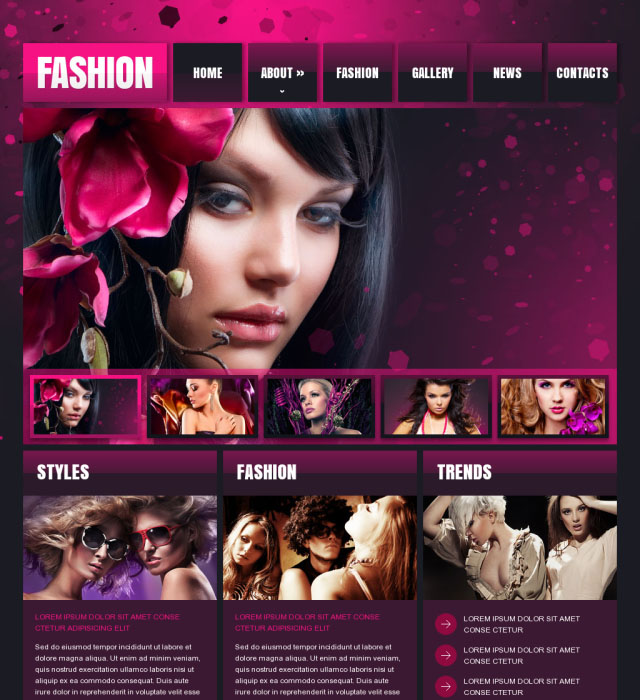 FASHION
HOME
ABOUT »
FASHION
GALLERY
NEWS
CONTACTS
STYLES
FASHION
TRENDS
LOREM IPSUM DOLOR SIT AMET CONSE
CTETUR ADIPISICING ELIT
Sed do eiusmod tempor incididunt ut labore et
dolore magna aliqua. Ut enim ad minim veniam,
quis nostrud exercitation ullamco laboris nisi ut
aliquip ex ea commodo consequat. Duis aute
irure dolor in reprehenderit in voluptate velit esse
LOREM IPSUM DOLOR SIT AMET CONSE
CTETUR ADIPISICING ELIT
Sed do eiusmod tempor incididunt ut labore et
dolore magna aliqua. Ut enim ad minim veniam,
quis nostrud exercitation ullamco laboris nisi ut
aliquip ex ea commodo consequat. Duis aute
irure dolor in reprehenderit in voluptate velit esse
LOREM IPSUM DOLOR SIT AMET
CONSE CTETUR
LOREM IPSUM DOLOR SIT AMET
CONSE CTETUR
LOREM IPSUM DOLOR SIT AMET
CONSE CTETUR